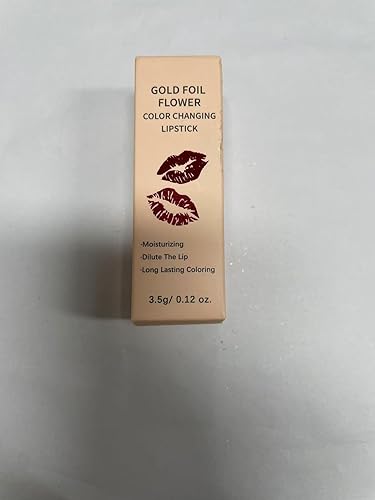 GOLD FOIL
FLOWER
COLOR CHANGING
LIPSTICK
·Moisturizing
·Dilute The Lip
·Long Lasting Coloring
3.5g/ 0.12 oz.